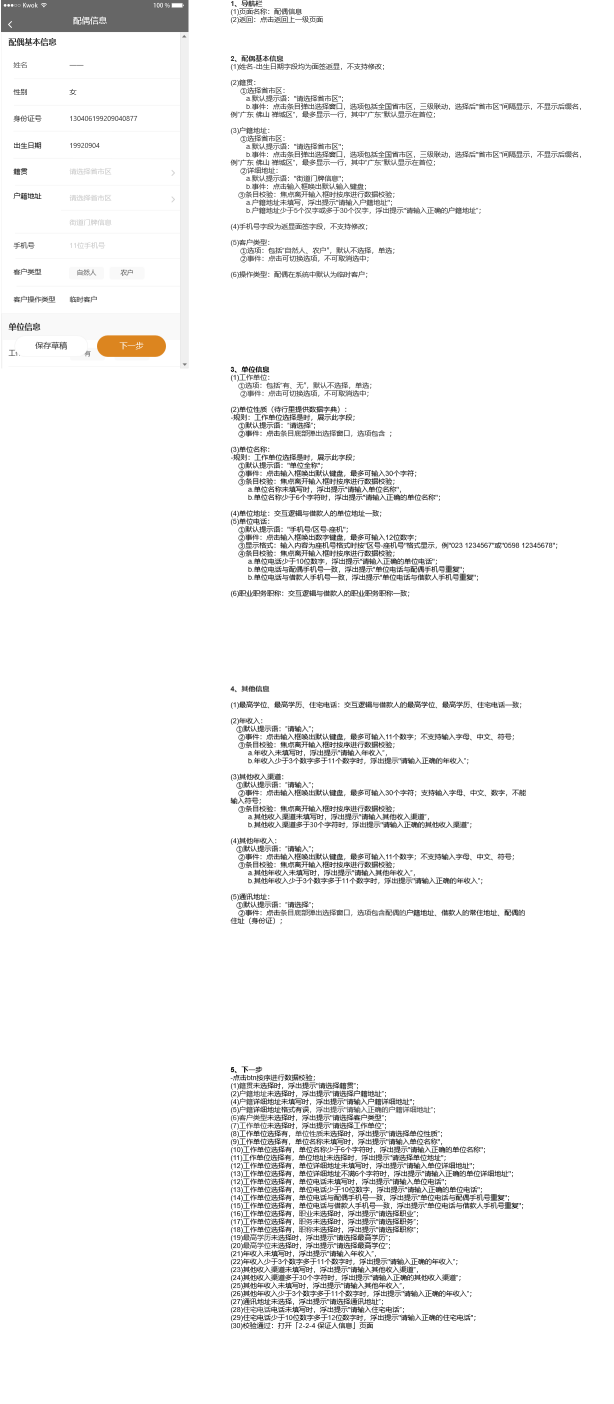 ●●●○○ Kwok
100 %
配偶信息
配偶基本信息
姓名 ——
性别 女
身份证号 130406199209040877
出生日期 19920904
籍贯 请选择省市区
户籍地址 请选择省市区
街道门牌信息
手机号 11位手机号
客户类型 自然人 农户
客户操作类型 临时客户
单位信息
保存草稿 下一步
1、导航栏
(1)页面名称：配偶信息
(2)返回：点击返回上一级页面
2、配偶基本信息
(1)姓名-出生日期字段均为面签返显，不支持修改；
(2)籍贯：
①选择省市区：
a.默认提示语：“请选择省市区”；
b.事件：点击条目弹出选择窗口，选项包括全国省市区，三级联动，选择后“省市区”间隔显示，不显示后缀名，
例“广东 佛山 禅城区”，最多显示一行，其中“广东”默认显示在首位；
(3)户籍地址：
①选择省市区：
a.默认提示语：“请选择省市区”；
b.事件：点击条目弹出选择窗口，选项包括全国省市区，三级联动，选择后“省市区”间隔显示，不显示后缀名，
例“广东 佛山 禅城区”，最多显示一行，其中“广东”默认显示在首位；
②详细地址：
a.默认提示语：“街道门牌信息”；
b.事件：点击输入框唤出默认输入键盘；
③条目校验：焦点离开输入框时按序进行数据校验；
a.户籍地址未填写，浮出提示“请输入户籍地址”；
b.户籍地址少于5个汉字或多于30个汉字，浮出提示“请输入正确的户籍地址”；
(4)手机号字段为返显面签字段，不支持修改；
(5)客户类型：
①选项：包括“自然人、农户”，默认不选择，单选；
②事件：点击可切换选项，不可取消选中；
(6)操作类型：配偶在系统中默认为临时客户；
3、单位信息
(1)工作单位：
①选项：包括“有、无”，默认不选择，单选；
②事件：点击可切换选项，不可取消选中；
(2)单位性质（待行里提供数据字典）：
-规则：工作单位选择是时，展示此字段；
①默认提示语：“请选择”；
②事件：点击条目底部弹出选择窗口，选项包含 ；
(3)单位名称：
-规则：工作单位选择是时，展示此字段；
①默认提示语：“单位全称”；
②事件：点击输入框唤出默认键盘，最多可输入30个字符；
③条目校验：焦点离开输入框时按序进行数据校验；
a.单位名称未填写时，浮出提示“请输入单位名称”，
b.单位名称少于6个字符时，浮出提示“请输入正确的单位名称”；
(4)单位地址：交互逻辑与借款人的单位地址一致；
(5)单位电话：
①默认提示语：“手机号/区号-座机”；
②事件：点击输入框唤出数字键盘，最多可输入12位数字；
③显示格式：输入内容为座机号格式时按“区号-座机号”格式显示，例“023 1234567”或“0598 12345678”；
④条目校验：焦点离开输入框时按序进行数据校验；
a.单位电话少于10位数字，浮出提示“请输入正确的单位电话”；
b.单位电话与配偶手机号一致，浮出提示“单位电话与配偶手机号重复”；
b.单位电话与借款人手机号一致，浮出提示“单位电话与借款人手机号重复”；
(6)职业职务职称：交互逻辑与借款人的职业职务职称一致；
4、其他信息
(1)最高学位、最高学历、住宅电话：交互逻辑与借款人的最高学位、最高学历、住宅电话一致；
(2)年收入：
①默认提示语：“请输入”；
②事件：点击输入框唤出默认键盘，最多可输入11个数字；不支持输入字母、中文、符号；
③条目校验：焦点离开输入框时按序进行数据校验；
a.年收入未填写时，浮出提示“请输入年收入”，
b.年收入少于3个数字多于11个数字时，浮出提示“请输入正确的年收入”；
(3)其他收入渠道：
①默认提示语：“请输入”；
②事件：点击输入框唤出默认键盘，最多可输入30个字符；支持输入字母、中文、数字，不能
输入符号；
③条目校验：焦点离开输入框时按序进行数据校验；
a.其他收入渠道未填写时，浮出提示“请输入其他收入渠道”，
b.其他收入渠道多于30个字符时，浮出提示“请输入正确的其他收入渠道”；
(4)其他年收入：
①默认提示语：“请输入”；
②事件：点击输入框唤出默认键盘，最多可输入11个数字；不支持输入字母、中文、符号；
③条目校验：焦点离开输入框时按序进行数据校验；
a.其他年收入未填写时，浮出提示“请输入其他年收入”，
b.其他年收入少于3个数字多于11个数字时，浮出提示“请输入正确的年收入”；
(5)通讯地址：
①默认提示语：“请选择”；
②事件：点击条目底部弹出选择窗口，选项包含配偶的户籍地址、借款人的常住地址、配偶的
住址（身份证）；
5、下一步
-点击btn按序进行数据校验；
(1)籍贯未选择时，浮出提示“请选择籍贯”；
(2)户籍地址未选择时，浮出提示“请选择户籍地址”；
(4)户籍详细地址未填写时，浮出提示“请输入户籍详细地址”；
(5)户籍详细地址格式有误，浮出提示“请输入正确的户籍详细地址”；
(6)客户类型未选择时，浮出提示“请选择客户类型”；
(7)工作单位未选择时，浮出提示“请选择工作单位”；
(8)工作单位选择有，单位性质未选择时，浮出提示“请选择单位性质”；
(9)工作单位选择有，单位名称未填写时，浮出提示“请输入单位名称”，
(10)工作单位选择有，单位名称少于6个字符时，浮出提示“请输入正确的单位名称”；
(11)工作单位选择有，单位地址未选择时，浮出提示“请选择单位地址”；
(12)工作单位选择有，单位详细地址未填写时，浮出提示“请输入单位详细地址”；
(13)工作单位选择有，单位详细地址不满6个字符时，浮出提示“请输入正确的单位详细地址”；
(12)工作单位选择有，单位电话未填写时，浮出提示“请输入单位电话”；
(13)工作单位选择有，单位电话少于10位数字，浮出提示“请输入正确的单位电话”；
(14)工作单位选择有，单位电话与配偶手机号一致，浮出提示“单位电话与配偶手机号重复”；
(15)工作单位选择有，单位电话与借款人手机号一致，浮出提示“单位电话与借款人手机号重复”；
(16)工作单位选择有，职业未选择时，浮出提示“请选择职业”；
(17)工作单位选择有，职务未选择时，浮出提示“请选择职务”；
(18)工作单位选择有，职称未选择时，浮出提示“请选择职称”；
(19)最高学历未选择时，浮出提示“请选择最高学历”；
(20)最高学位未选择时，浮出提示“请选择最高学位”；
(21)年收入未填写时，浮出提示“请输入年收入”，
(22)年收入少于3个数字多于11个数字时，浮出提示“请输入正确的年收入”；
(23)其他收入渠道未填写时，浮出提示“请输入其他收入渠道”，
(24)其他收入渠道多于30个字符时，浮出提示“请输入正确的其他收入渠道”；
(25)其他年收入未填写时，浮出提示“请输入其他年收入”，
(26)其他年收入少于3个数字多于11个数字时，浮出提示“请输入正确的年收入”；
(27)通讯地址未选择，浮出提示“请选择通讯地址”；
(28)住宅电话电话未填写时，浮出提示“请输入住宅电话”；
(29)住宅电话少于10位数字多于12位数字时，浮出提示“请输入正确的住宅电话”；
(30)校验通过：打开「2-2-4 保证人信息」页面